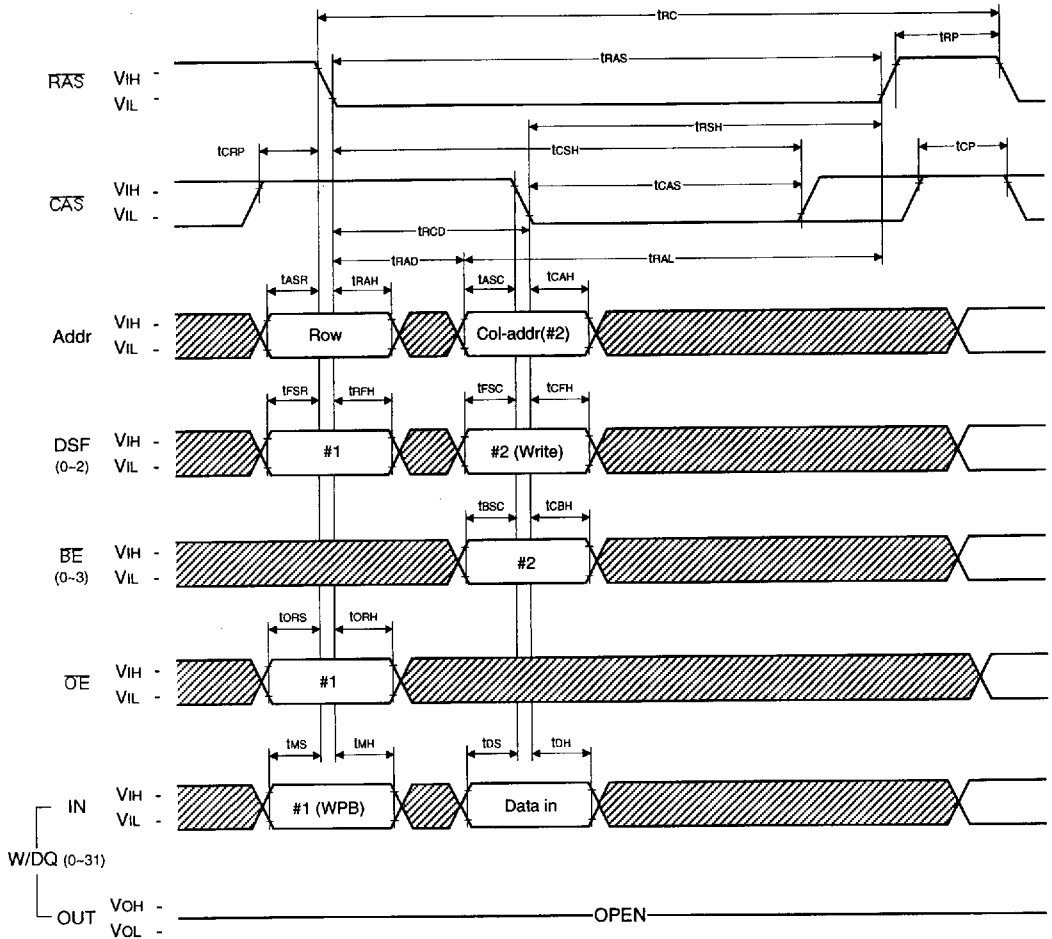 tRC
tRP
RAS VIH - tRAS
VIL -
tRSH
tCRP tCSH tCP
CAS VIH - tCAS
VIL -
tRCD
tRAD tRAL
tASR tRAH tASC tCAH
Addr VIH - Row Col-addr(#2)
VIL -
tFSR tRFH tFSC tCFH
DSF VIH - #1 #2 (Write)
(0~2) VIL -
tBSC tCBH
BE VIH - #2
(0~3) VIL -
tORS tORH
OE VIH - #1
VIL -
tMS tMH tDS tDH
IN VIH - #1 (WPB) Data in
VIL -
W/DQ (0~31)
OUT VOH - OPEN
VOL -